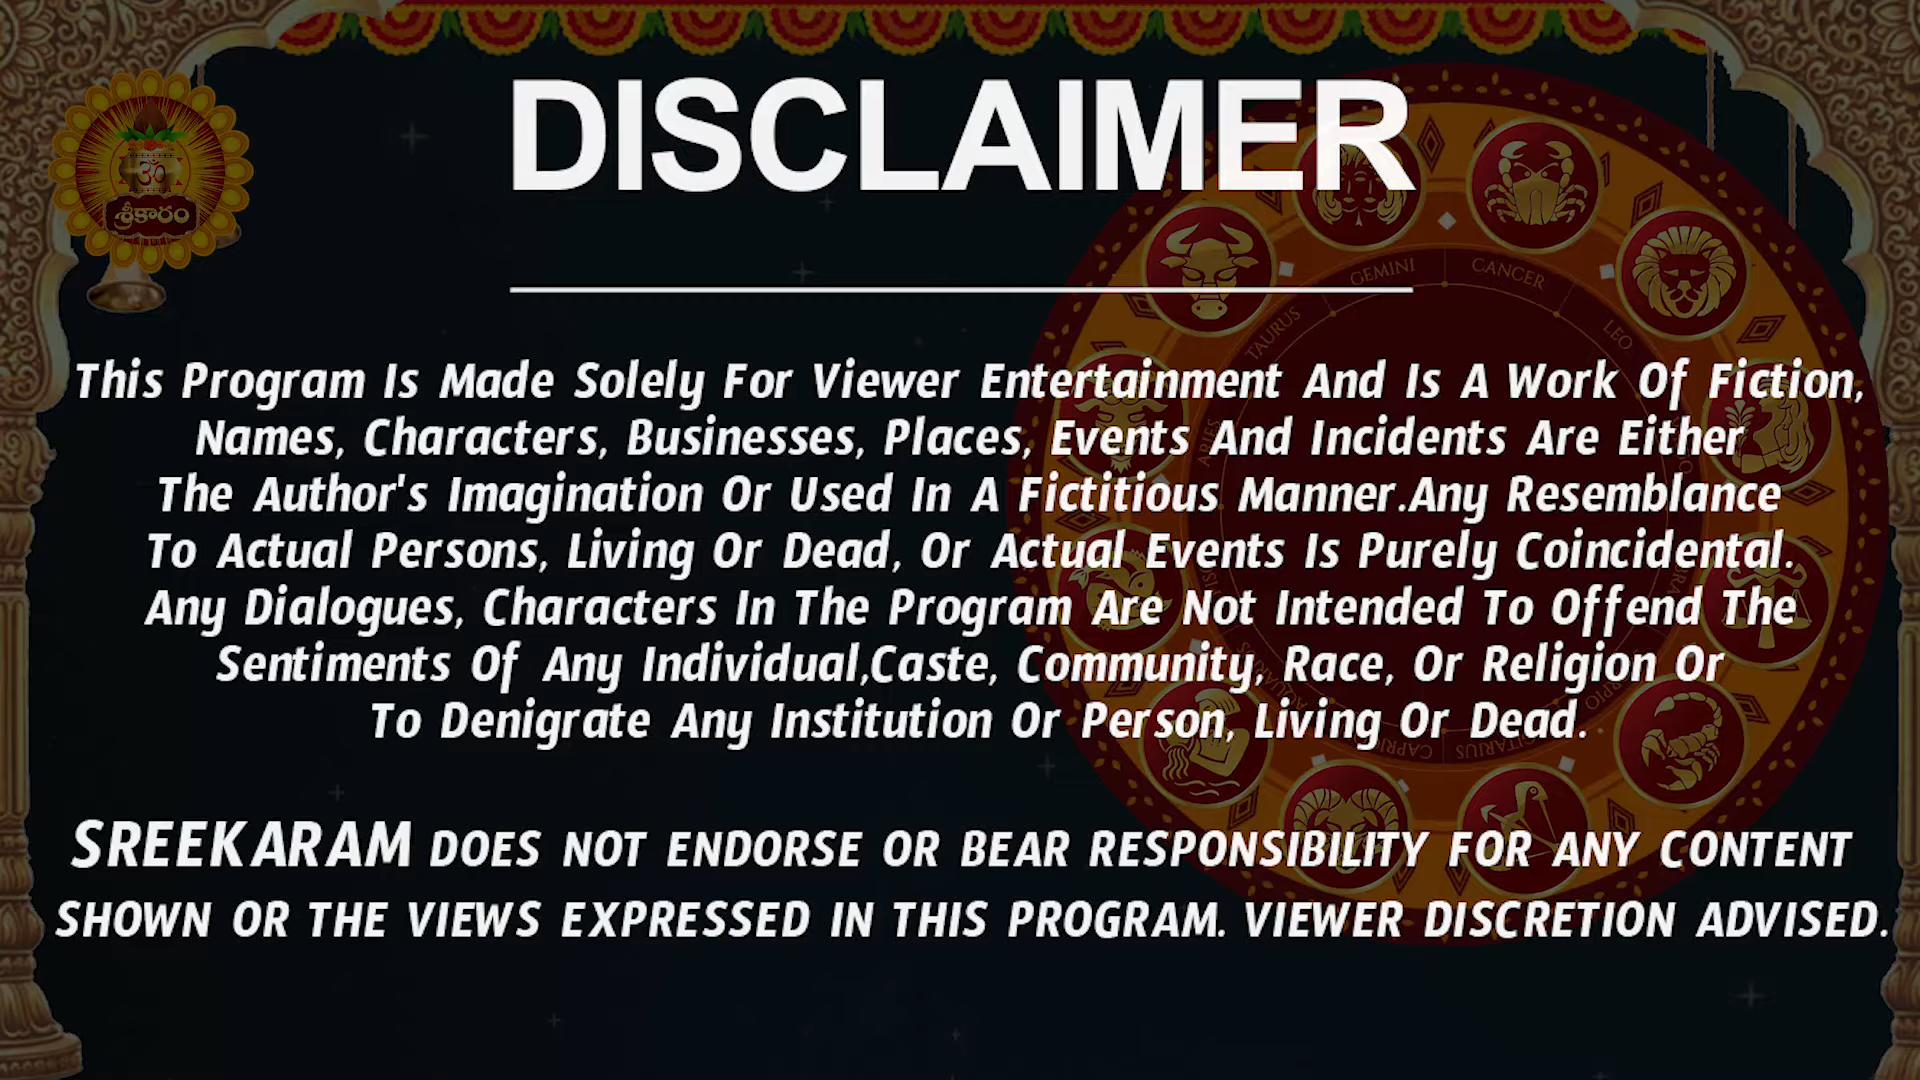 DISCLAIMER
శ్రీకారం
GEMINI
CANCER
TAURUS
LEO
This Program Is Made Solely For Viewer Entertainment And Is A Work Of Fiction,
Names, Characters, Businesses, Places, Events And Incidents Are Either
The Author's Imagination Or Used In A Fictitious Manner.Any Resemblance
To Actual Persons, Living Or Dead, Or Actual Events Is Purely Coincidental.
Any Dialogues, Characters In The Program Are Not Intended To Offend The
Sentiments Of Any Individual,Caste, Community, Race, Or Religion Or
To Denigrate Any Institution Or Person, Living Or Dead.
SREEKARAM DOES NOT ENDORSE OR BEAR RESPONSIBILITY FOR ANY CONTENT
SHOWN OR THE VIEWS EXPRESSED IN THIS PROGRAM. VIEWER DISCRETION ADVISED.